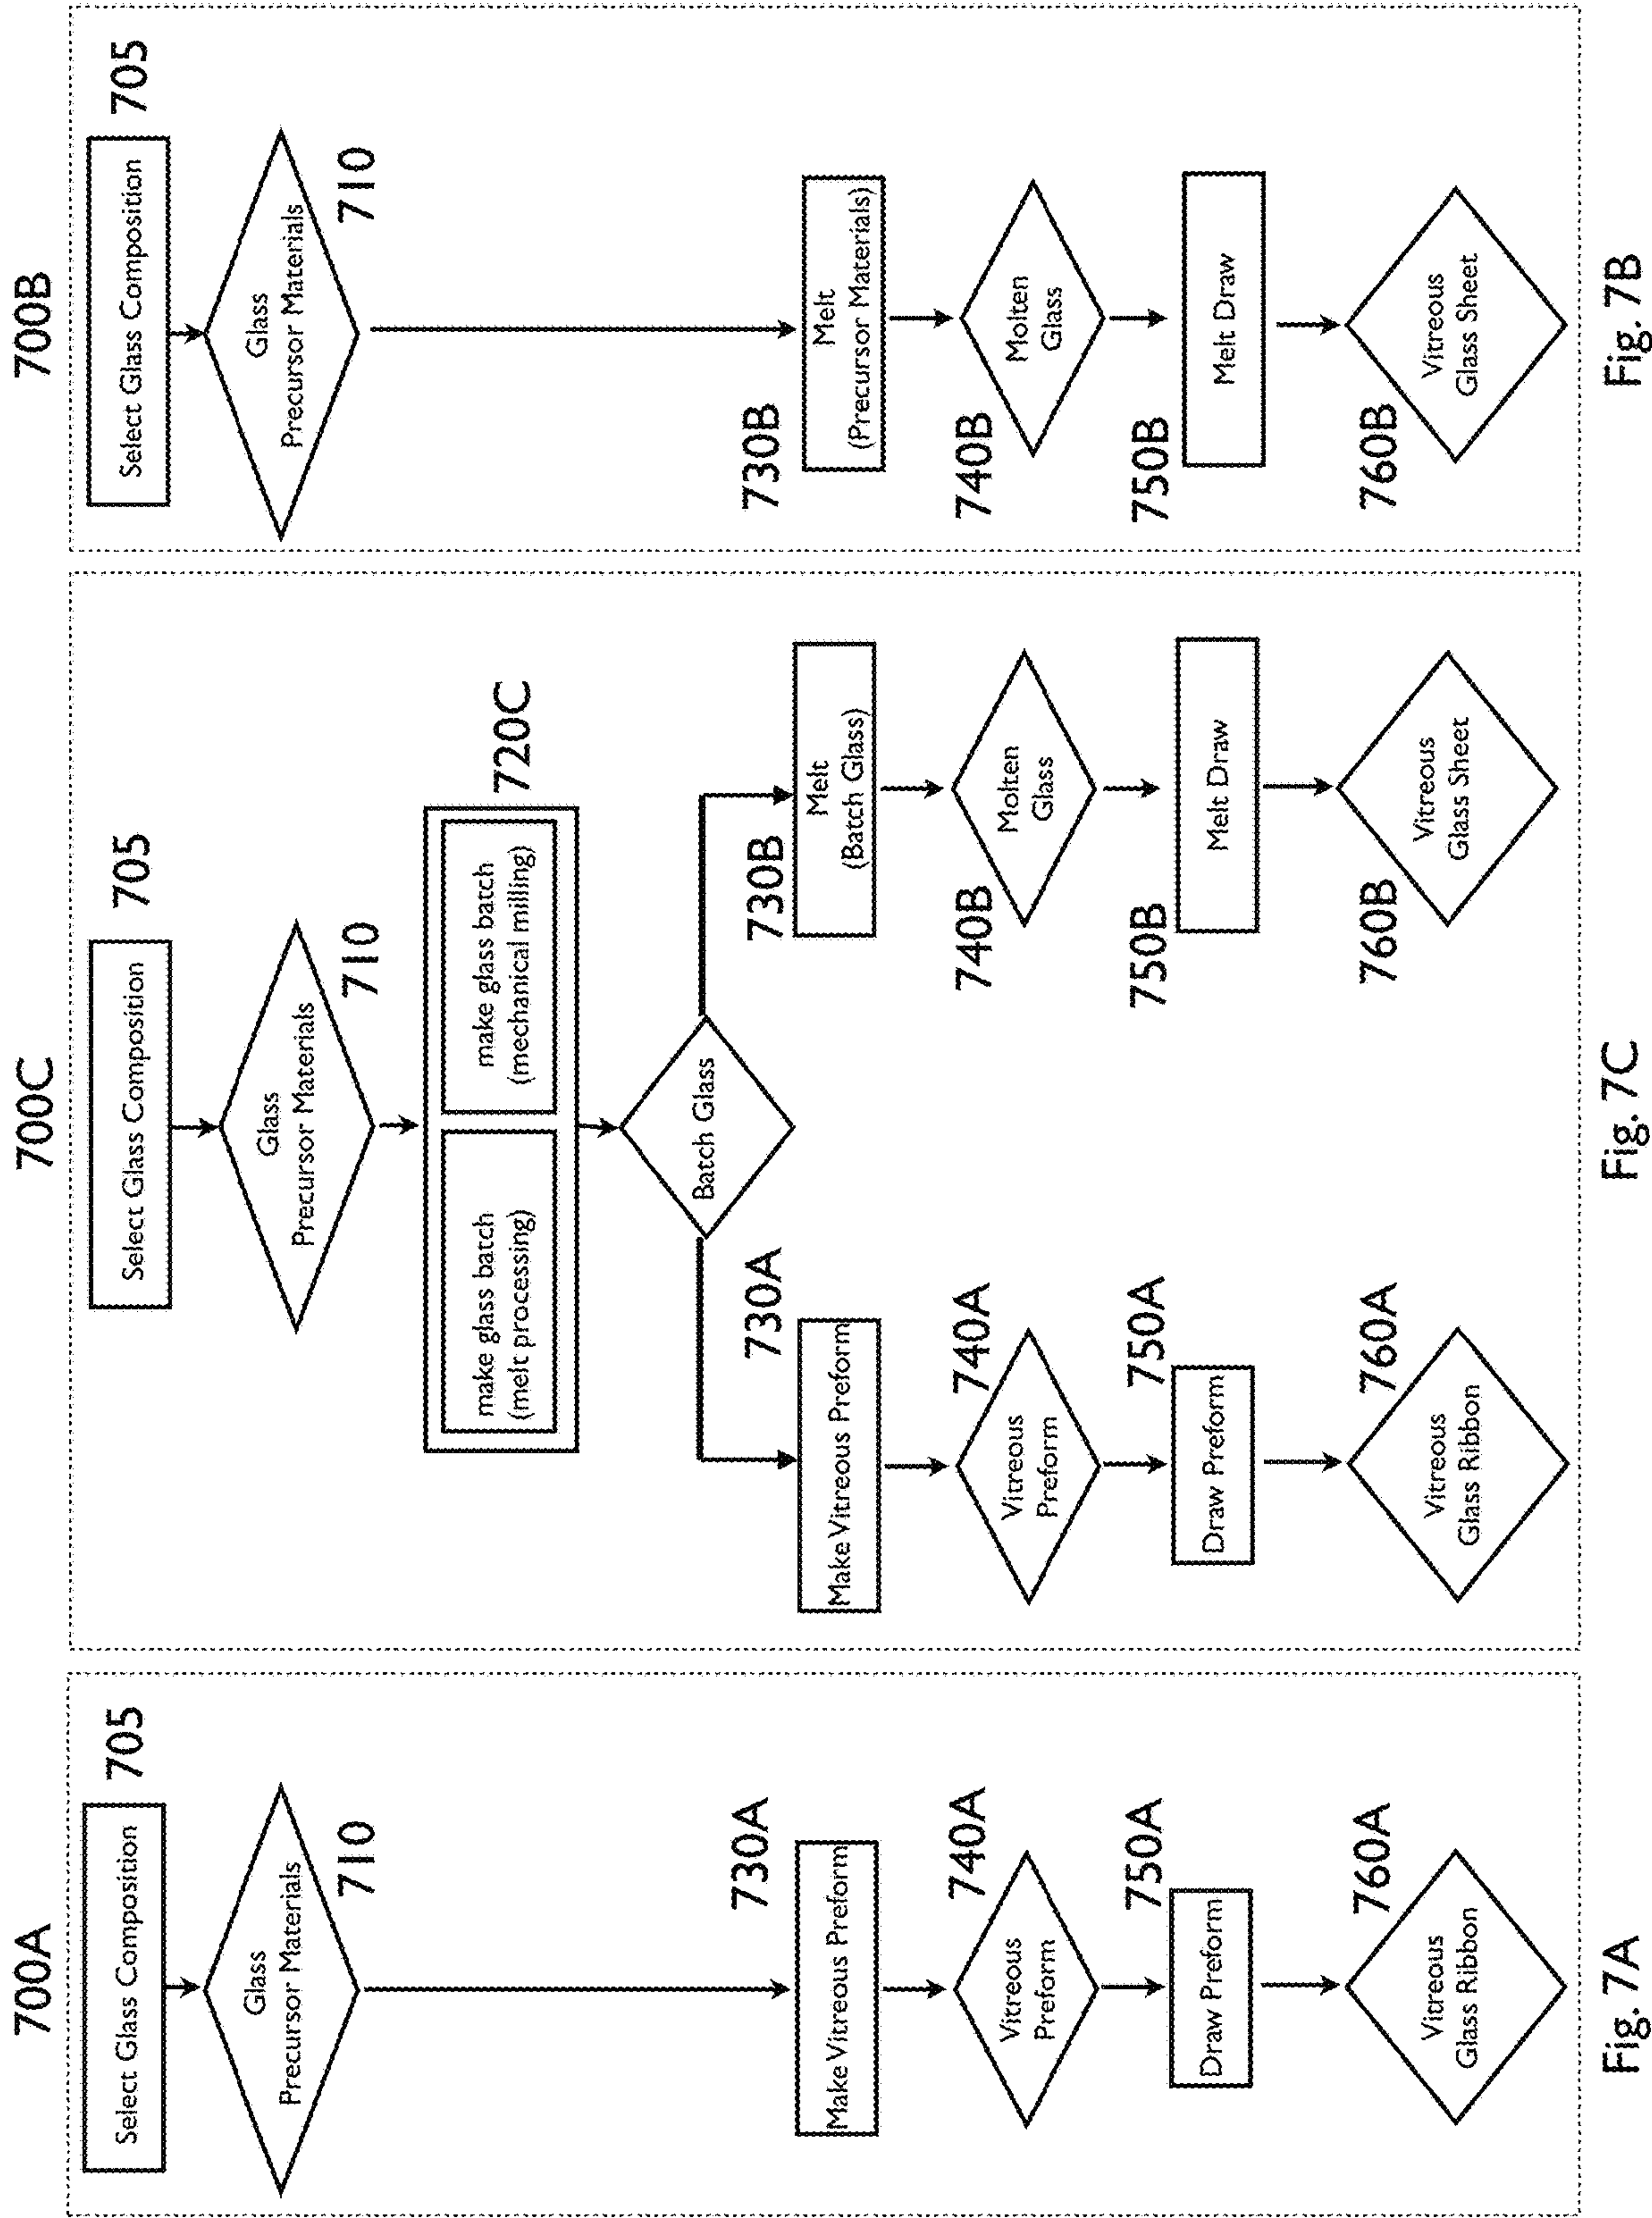 700A
Select Glass Composition
705
Glass
Precursor Materials
710
730A
Make Vitreous Preform
740A
Vitreous
Preform
750A
Draw Preform
760A
Vitreous
Glass Ribbon
Fig. 7A
700C
Select Glass Composition
705
Glass
Precursor Materials
710
720C
make glass batch
(melt processing)
make glass batch
(mechanical milling)
Batch Glass
730A
Make Vitreous Preform
740A
Vitreous
Preform
750A
Draw Preform
760A
Vitreous
Glass Ribbon
730B
Melt
(Batch Glass)
740B
Molten
Glass
750B
Melt Draw
760B
Vitreous
Glass Sheet
Fig. 7C
700B
Select Glass Composition
705
Glass
Precursor Materials
710
730B
Melt
(Precursor Materials)
740B
Molten
Glass
750B
Melt Draw
760B
Vitreous
Glass Sheet
Fig. 7B